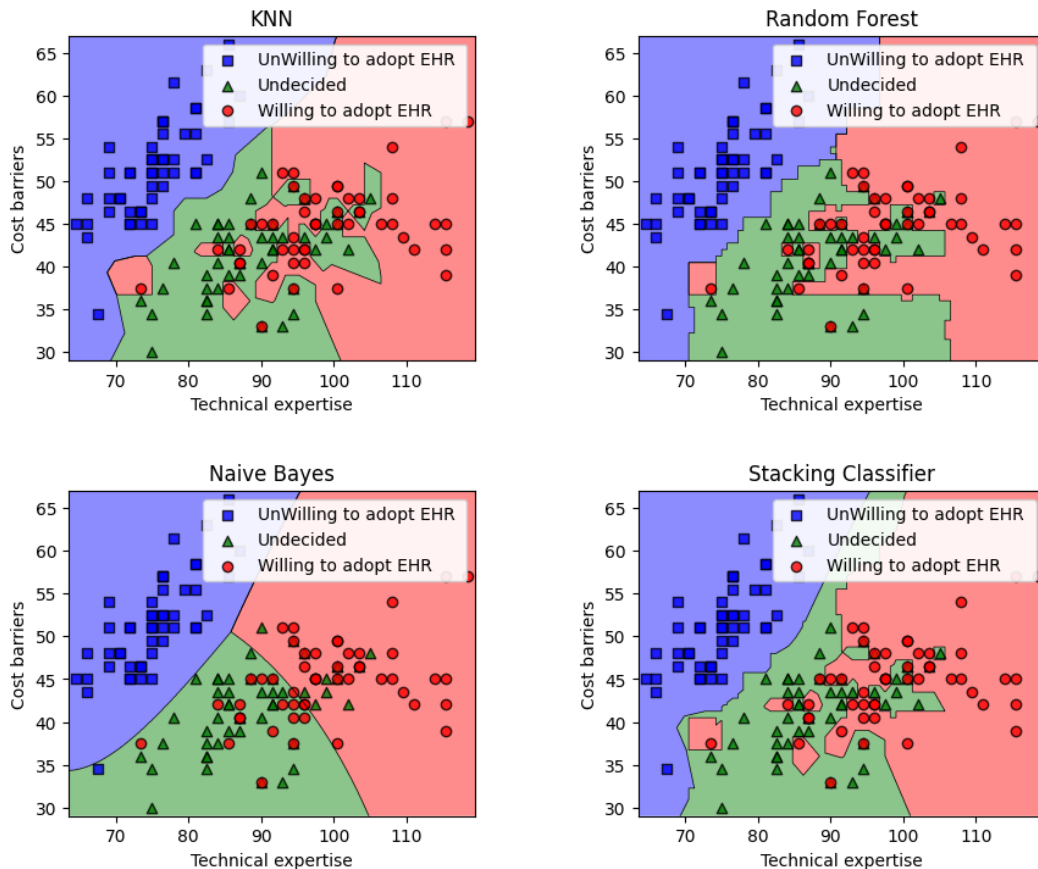 KNN
UnWilling to adopt EHR
Undecided
Willing to adopt EHR
Cost barriers
65
60
55
50
45
40
35
30
70 80 90 100 110
Technical expertise
Random Forest
UnWilling to adopt EHR
Undecided
Willing to adopt EHR
Cost barriers
65
60
55
50
45
40
35
30
70 80 90 100 110
Technical expertise
Naive Bayes
UnWilling to adopt EHR
Undecided
Willing to adopt EHR
Cost barriers
65
60
55
50
45
40
35
30
70 80 90 100 110
Technical expertise
Stacking Classifier
UnWilling to adopt EHR
Undecided
Willing to adopt EHR
Cost barriers
65
60
55
50
45
40
35
30
70 80 90 100 110
Technical expertise